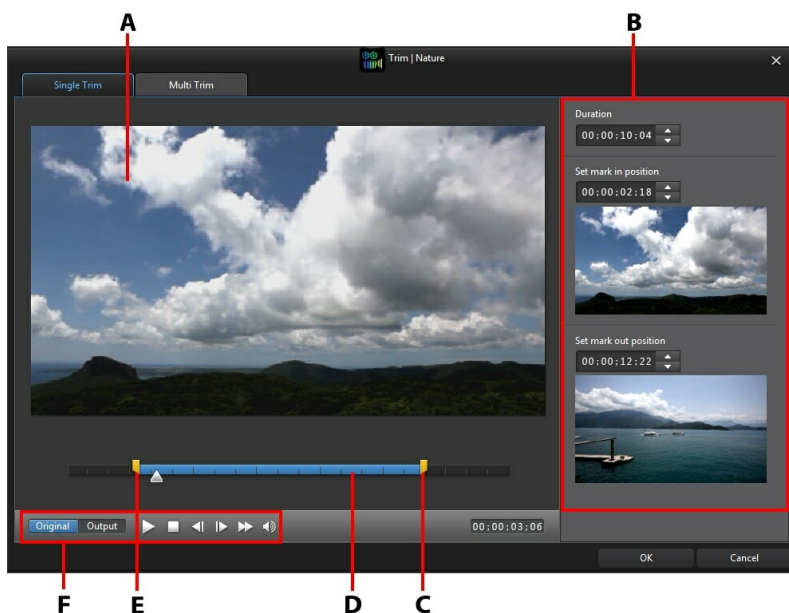 A
B
Trim | Nature
Single Trim
Multi Trim
Duration
00;00;10;04
Set mark in position
00;00;02;18
Set mark out position
00;00;12;22
Original
Output
00;00;03;06
OK
Cancel
F
E
D
C